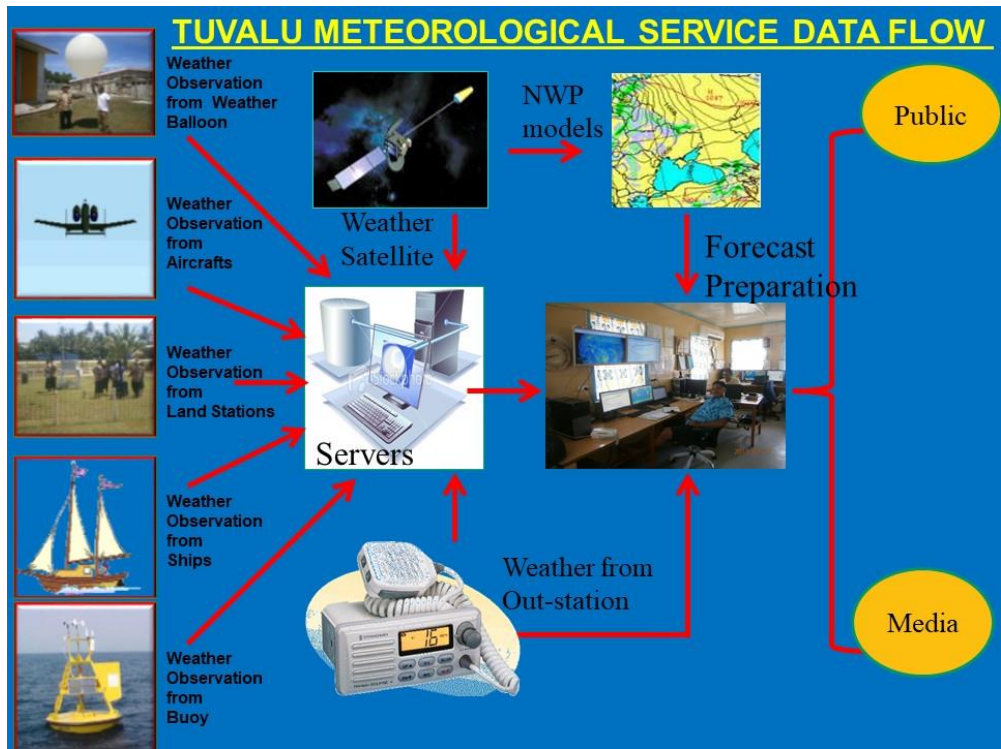 TUVALU METEOROLOGICAL SERVICE DATA FLOW
Weather
Observation
from Weather
Balloon
Weather
Observation
from
Aircrafts
Weather
Observation
from
Land Stations
Weather
Observation
from
Ships
Weather
Observation
from
Buoy
Weather
Satellite
NWP
models
Servers
Forecast
Preparation
Weather from
Out-station
16
Public
Media